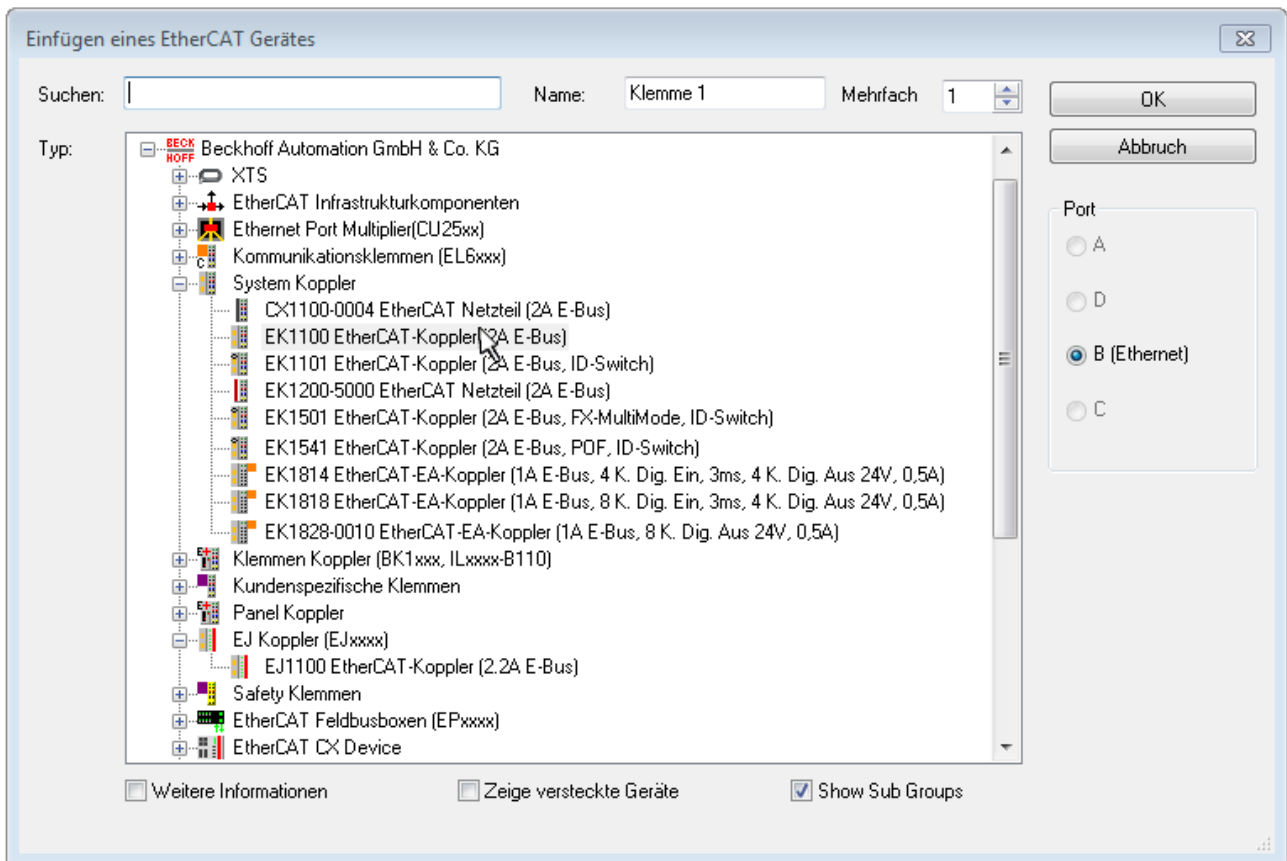 Einfügen eines EtherCAT Gerätes
Suchen: Name: Klemme 1 Mehrfach 1 OK
Typ: BECK HOFF Beckhoff Automation GmbH & Co. KG Abbruch
XTS
EtherCAT Infrastrukturkomponenten
Ethernet Port Multiplier(CU25xx)
Kommunikationsklemmen (EL6xxx)
System Koppler
CX1100-0004 EtherCAT Netzteil (2A E-Bus)
EK1100 EtherCAT-Koppler (2A E-Bus)
EK1101 EtherCAT-Koppler (2A E-Bus, ID-Switch)
EK1200-5000 EtherCAT Netzteil (2A E-Bus)
EK1501 EtherCAT-Koppler (2A E-Bus, FX-MultiMode, ID-Switch)
EK1541 EtherCAT-Koppler (2A E-Bus, POF, ID-Switch)
EK1814 EtherCAT-EA-Koppler (1A E-Bus, 4 K. Dig. Ein, 3ms, 4 K. Dig. Aus 24V, 0,5A)
EK1818 EtherCAT-EA-Koppler (1A E-Bus, 8 K. Dig. Ein, 3ms, 4 K. Dig. Aus 24V, 0,5A)
EK1828-0010 EtherCAT-EA-Koppler (1A E-Bus, 8 K. Dig. Aus 24V, 0,5A)
Klemmen Koppler (BK1xxx, ILxxxx-B110)
Kundenspezifische Klemmen
Panel Koppler
EJ Koppler (EJxxxx)
EJ1100 EtherCAT-Koppler (2.2A E-Bus)
Safety Klemmen
EtherCAT Feldbusboxen (EPxxxx)
EtherCAT CX Device
Port
A
D
B (Ethernet)
C
Weitere Informationen Zeige versteckte Geräte Show Sub Groups